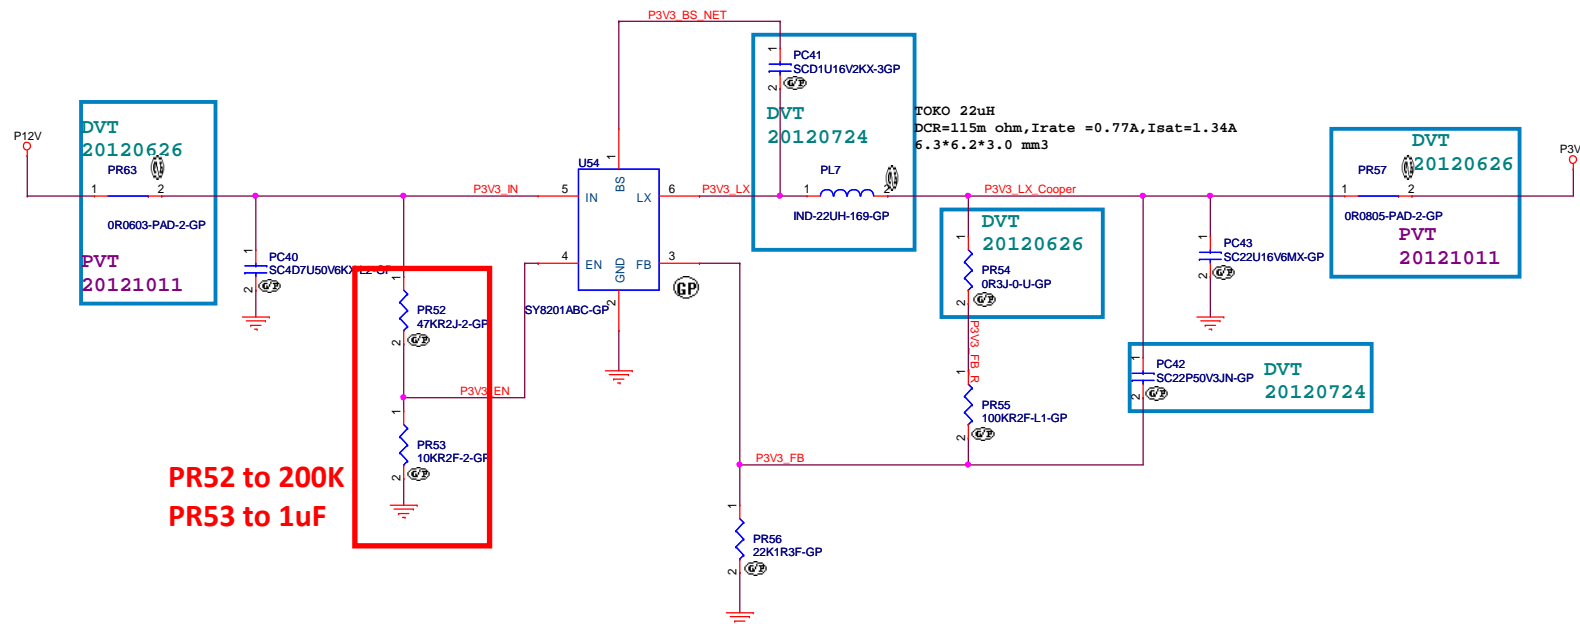 P3V3_BS_NET
PC41
SCD1U16V2KX-3GP
DVT
20120724
TOKO 22uH
DCR=115m ohm,Irate =0.77A,Isat=1.34A
6.3*6.2*3.0 mm3
P12V
DVT
20120626
PR63
1 2
0R0603-PAD-2-GP
PVT
20121011
PC40
SC4D7U50V6KX-L2-GP
P3V3_IN
U54
1
BS
5 IN
LX 6
4 EN
FB 3
GND
2
SY8201ABC-GP
GP
P3V3_LX
PL7
1 2
IND-22UH-169-GP
P3V3_LX_Cooper
DVT
20120626
PR54
0R3J-0-U-GP
P3V3_FB_R
PR55
100KR2F-L1-GP
PC43
SC22U16V6MX-GP
DVT
20120626
PR57
1 2
0R0805-PAD-2-GP
PVT
20121011
P3V
PC42
SC22P50V3JN-GP
DVT
20120724
PR52
47KR2J-2-GP
P3V3_EN
PR53
10KR2F-2-GP
PR52 to 200K
PR53 to 1uF
P3V3_FB
PR56
22K1R3F-GP